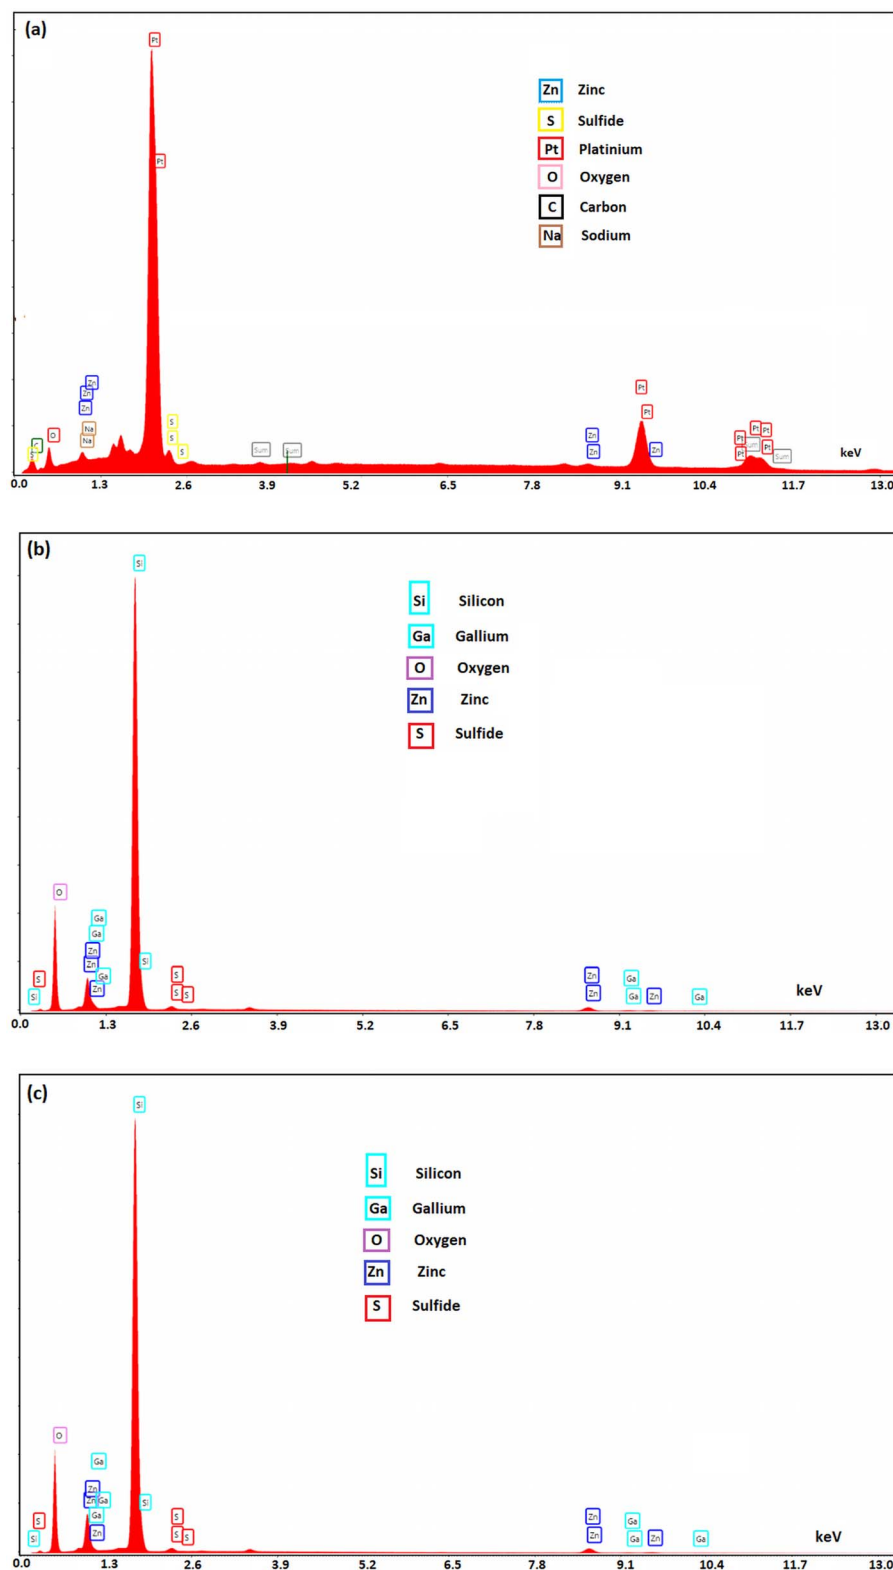 (a)
Pt
Pt
Zn Zinc
S Sulfide
Pt Platinium
O Oxygen
C Carbon
Na Sodium
Zn
Zn
Zn
Na
Na
C
S
O
S
S
S
Sum
Sum
Zn
Zn
Zn
Pt
Pt
Pt
Pt
Pt
Pt
Pt
Sum
Sum
keV
0.0 1.3 2.6 3.9 5.2 6.5 7.8 9.1 10.4 11.7 13.0
(b)
Si
Si Silicon
Ga Gallium
O Oxygen
Zn Zinc
S Sulfide
O
Ga
Ga
Zn
Zn
Ga
Zn
S
Si
Si
S
S
S
Zn
Zn
Ga
Ga
Zn
Ga
keV
0.0 1.3 2.6 3.9 5.2 6.5 7.8 9.1 10.4 11.7 13.0
(c)
Si
Si Silicon
Ga Gallium
O Oxygen
Zn Zinc
S Sulfide
O
Ga
Zn
Zn
Ga
Ga
Zn
S
Si
Si
S
S
S
Zn
Zn
Ga
Ga
Zn
Ga
keV
0.0 1.3 2.6 3.9 5.2 6.5 7.8 9.1 10.4 11.7 13.0